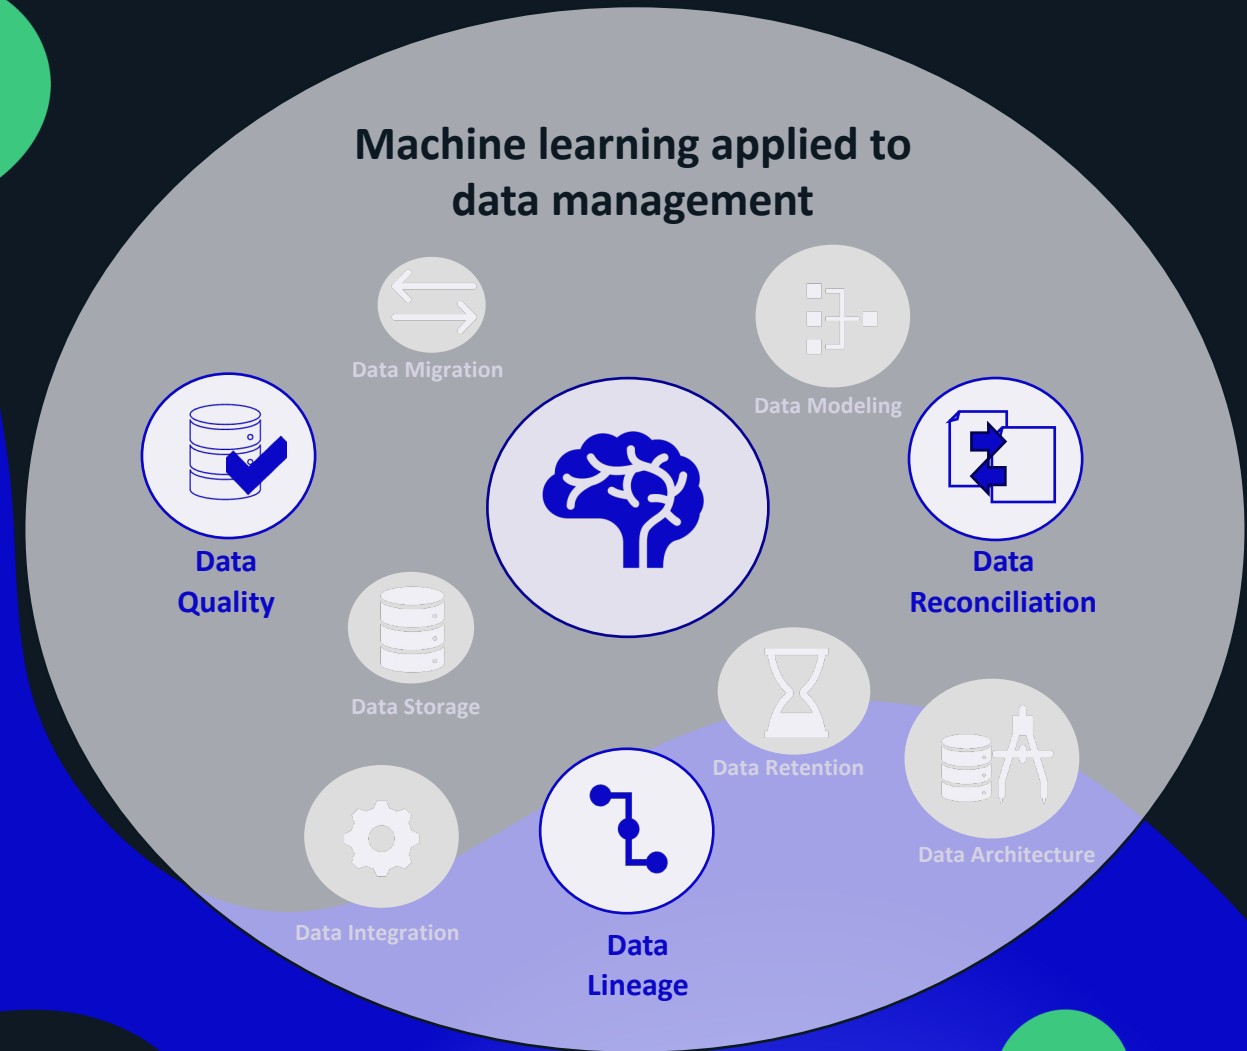 Machine learning applied to
data management
Data Migration
Data Modeling
Data
Quality
Data
Reconciliation
Data Storage
Data Retention
Data Architecture
Data Integration
Data
Lineage